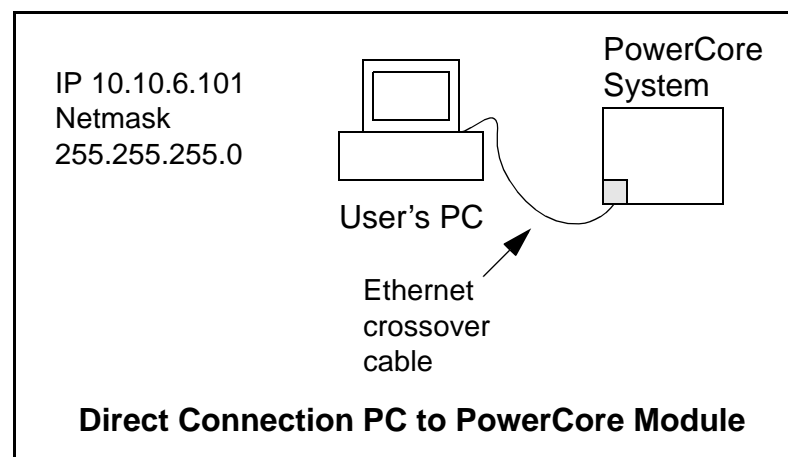 IP 10.10.6.101
Netmask
255.255.255.0
PowerCore
System
User's PC
Ethernet
crossover
cable
Direct Connection PC to PowerCore Module